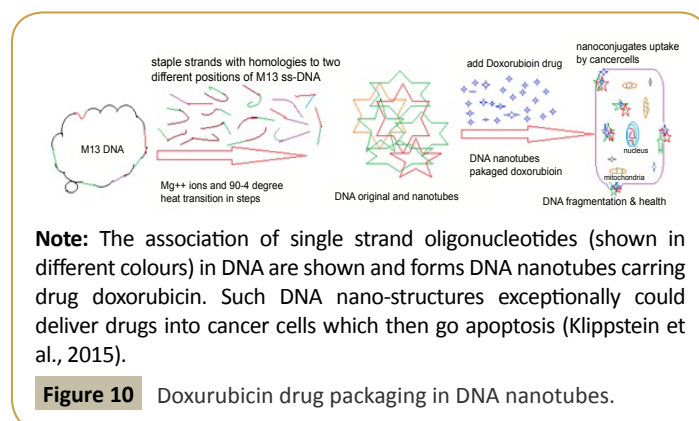 staple strands with homologies to two
different positions of M13 ss-DNA
M13 DNA
Mg++ ions and 90-4 degree
heat transition in steps
DNA original and nanotubes
add Doxorubioin drug
DNA nanotubes
pakaged doxorubioin
nanoconjugates uptake
by cancercells
nucleus
mitochondria
DNA fragmentation & health
Note: The association of single strand oligonucleotides (shown in
different colours) in DNA are shown and forms DNA nanotubes carring
drug doxorubicin. Such DNA nano-structures exceptionally could
deliver drugs into cancer cells which then go apoptosis (Klippstein et
al., 2015).
Figure 10 Doxurubicin drug packaging in DNA nanotubes.